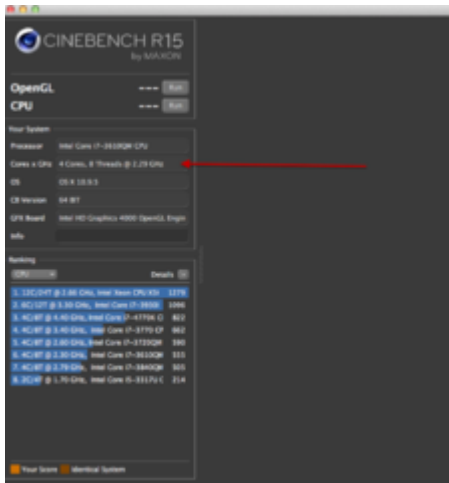 CINEBENCH R15
by MAXON
OpenGL --- Run
CPU --- Run
Your System
Processor Intel Core i7-3610QM CPU
Cores x GHz 4 Cores, 8 Threads @ 2.29 GHz
OS OS X 10.9.5
CB Version 64 BIT
GFX Board Intel HD Graphics 4000 OpenGL Engin
Info
Ranking
CPU Details
1. 12C/24T @ 2.66 GHz, Intel Xeon CPU X5 1279
2. 6C/12T @ 3.30 GHz, Intel Core i7-3930 1096
3. 4C/8T @ 4.40 GHz, Intel Core i7-4770K C 822
4. 4C/8T @ 3.40 GHz, Intel Core i7-3770 CP 662
5. 4C/8T @ 2.60 GHz, Intel Core i7-3720QM 590
6. 4C/8T @ 2.30 GHz, Intel Core i7-3610QM 553
7. 4C/8T @ 2.79 GHz, Intel Core i7-3840QM 505
8. 2C/4T @ 1.70 GHz, Intel Core i5-3317U C 214
Your Score Identical System